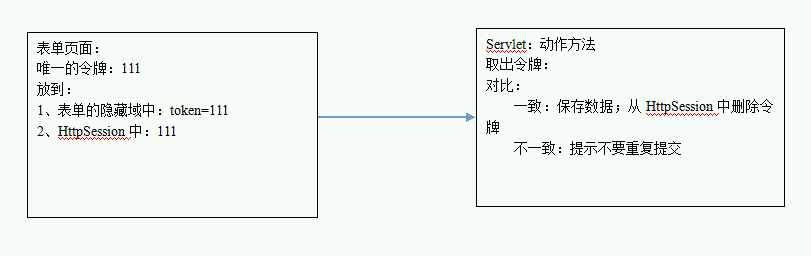 表单页面：
唯一的令牌：111
放到：
1、表单的隐藏域中：token=111
2、HttpSession 中：111
Servlet：动作方法
取出令牌：
对比：
一致：保存数据；从 HttpSession 中删除令
牌
不一致：提示不要重复提交